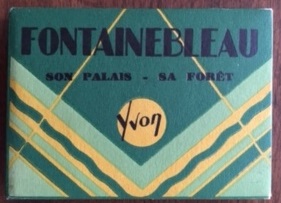 FONTAINEBLEAU
SON PALAIS - SA FORÊT
Yvon